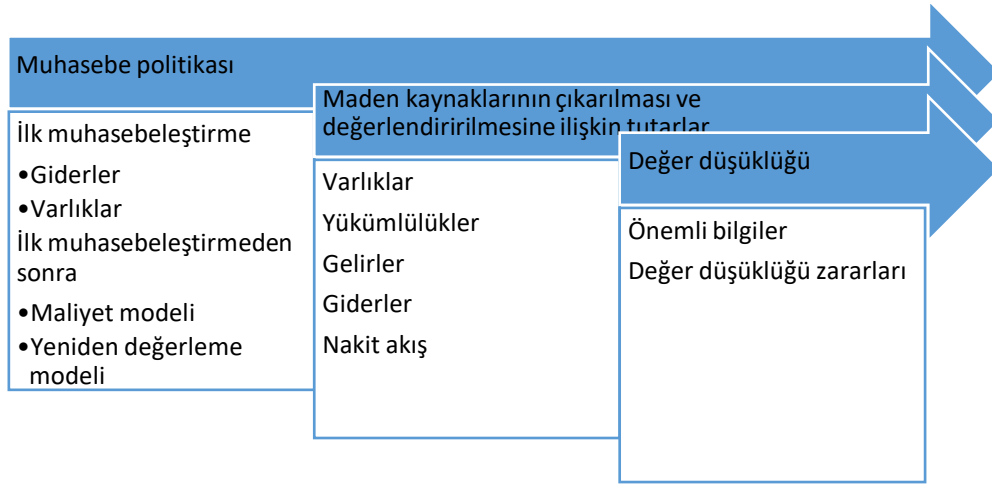 Muhasebe politikası
İlk muhasebeleştirme
•Giderler
•Varlıklar
İlk muhasebeleştirmeden
sonra
•Maliyet modeli
•Yeniden değerleme
modeli
Maden kaynaklarının çıkarılması ve
değerlendiririlmesine ilişkin tutarlar
Varlıklar
Yükümlülükler
Gelirler
Giderler
Nakit akış
Değer düşüklüğü
Önemli bilgiler
Değer düşüklüğü zararları